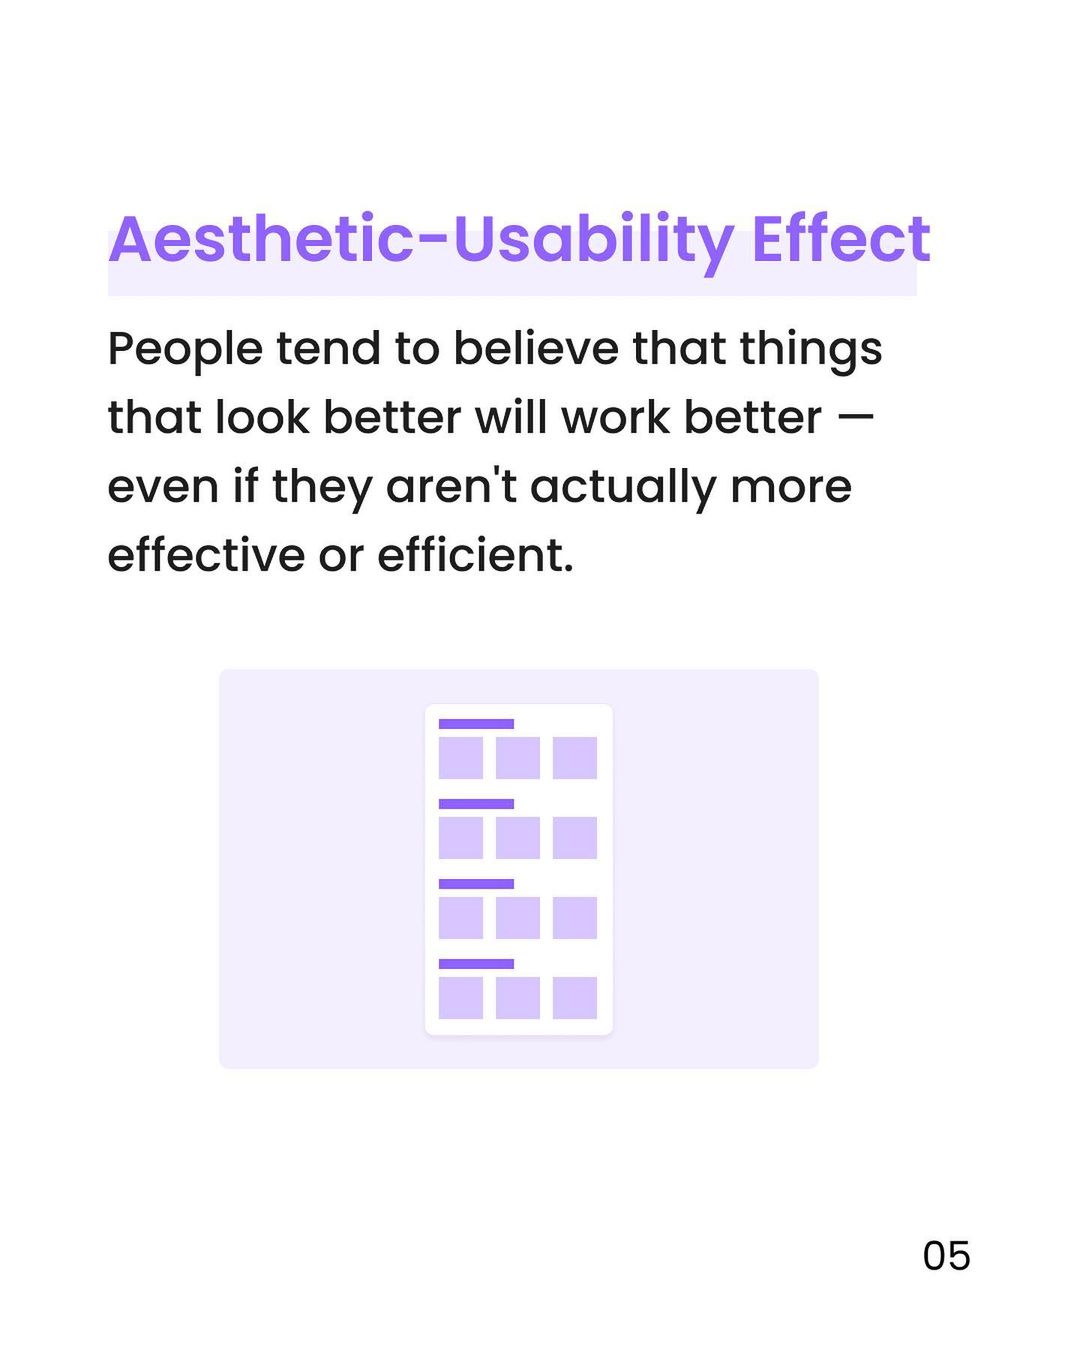 Aesthetic-Usability Effect
People tend to believe that things
that look better will work better —
even if they aren't actually more
effective or efficient.
05